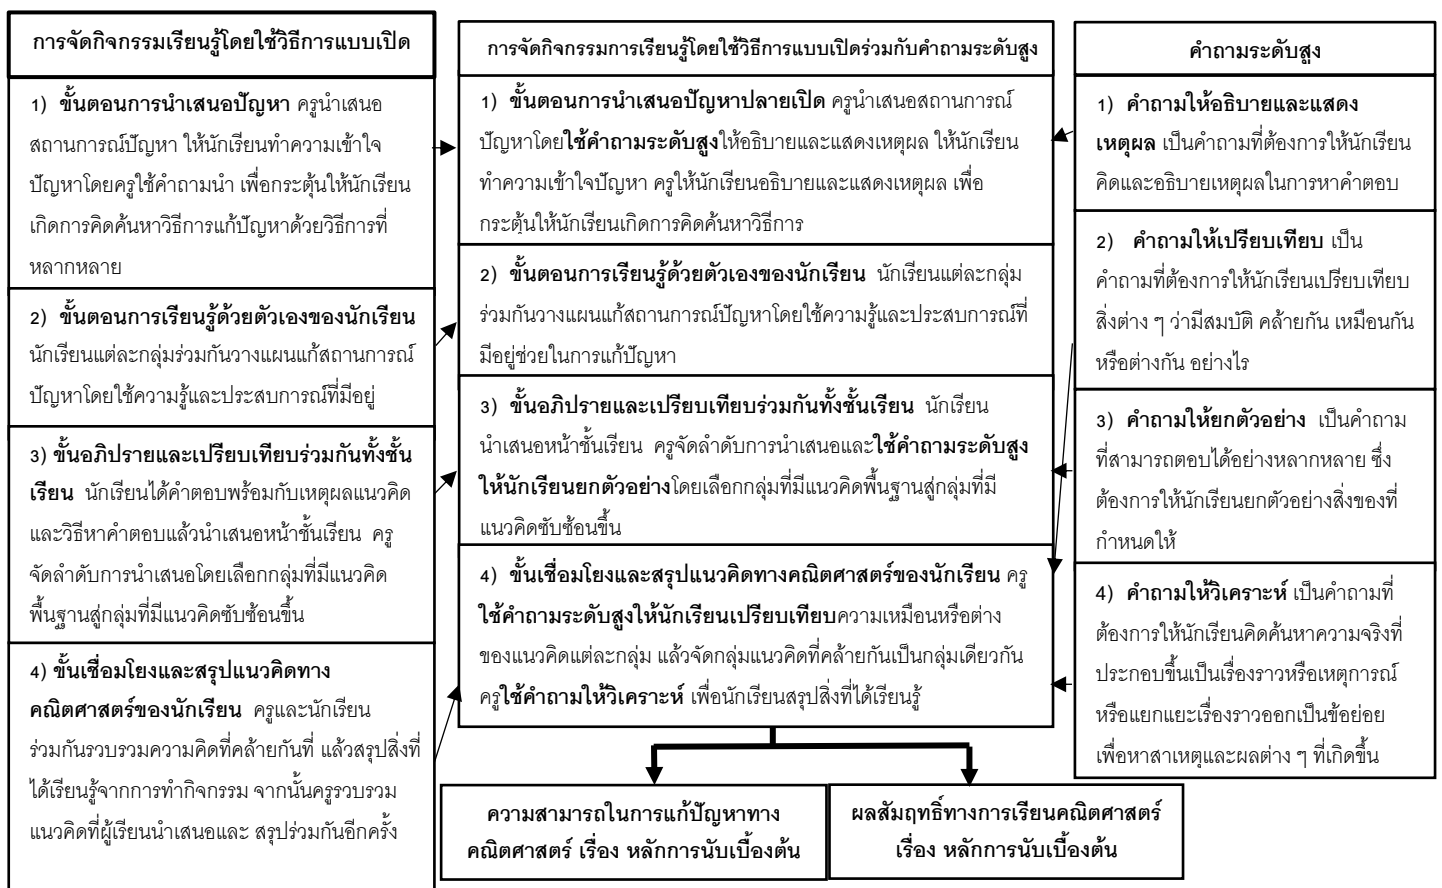 การจัดกิจกรรมเรียนรู้โดยใช้วิธีการแบบเปิด
1) ขั้นตอนการนำเสนอปัญหา ครูนำเสนอ
สถานการณ์ปัญหา ให้นักเรียนทำความเข้าใจ
ปัญหาโดยครูใช้คำถามนำ เพื่อกระตุ้นให้นักเรียน
เกิดการคิดค้นหาวิธีการแก้ปัญหาด้วยวิธีการที่
หลากหลาย
2) ขั้นตอนการเรียนรู้ด้วยตัวเองของนักเรียน
นักเรียนแต่ละกลุ่มร่วมกันวางแผนแก้สถานการณ์
ปัญหาโดยใช้ความรู้และประสบการณ์ที่มีอยู่
3) ขั้นอภิปรายและเปรียบเทียบร่วมกันทั้งชั้น
เรียน นักเรียนได้คำตอบพร้อมกับเหตุผลแนวคิด
และวิธีหาคำตอบแล้วนำเสนอหน้าชั้นเรียน ครู
จัดลำดับการนำเสนอโดยเลือกกลุ่มที่มีแนวคิด
พื้นฐานสู่กลุ่มที่มีแนวคิดซับซ้อนขึ้น
4) ขั้นเชื่อมโยงและสรุปแนวคิดทาง
คณิตศาสตร์ของนักเรียน ครูและนักเรียน
ร่วมกันรวบรวมความคิดที่คล้ายกันที่ แล้วสรุปสิ่งที่
ได้เรียนรู้จากการทำกิจกรรม จากนั้นครูรวบรวม
แนวคิดที่ผู้เรียนนำเสนอและ สรุปร่วมกันอีกครั้ง
การจัดกิจกรรมการเรียนรู้โดยใช้วิธีการแบบเปิดร่วมกับคำถามระดับสูง
1) ขั้นตอนการนำเสนอปัญหาปลายเปิด ครูนำเสนอสถานการณ์
ปัญหาโดยใช้คำถามระดับสูงให้อธิบายและแสดงเหตุผล ให้นักเรียน
ทำความเข้าใจปัญหา ครูให้นักเรียนอธิบายและแสดงเหตุผล เพื่อ
กระตุ้นให้นักเรียนเกิดการคิดค้นหาวิธีการ
2) ขั้นตอนการเรียนรู้ด้วยตัวเองของนักเรียน นักเรียนแต่ละกลุ่ม
ร่วมกันวางแผนแก้สถานการณ์ปัญหาโดยใช้ความรู้และประสบการณ์ที่
มีอยู่ช่วยในการแก้ปัญหา
3) ขั้นอภิปรายและเปรียบเทียบร่วมกันทั้งชั้นเรียน นักเรียน
นำเสนอหน้าชั้นเรียน ครูจัดลำดับการนำเสนอและใช้คำถามระดับสูง
ให้นักเรียนยกตัวอย่างโดยเลือกกลุ่มที่มีแนวคิดพื้นฐานสู่กลุ่มที่มี
แนวคิดซับซ้อนขึ้น
4) ขั้นเชื่อมโยงและสรุปแนวคิดทางคณิตศาสตร์ของนักเรียน ครู
ใช้คำถามระดับสูงให้นักเรียนเปรียบเทียบความเหมือนหรือต่าง
ของแนวคิดแต่ละกลุ่ม แล้วจัดกลุ่มแนวคิดที่คล้ายกันเป็นกลุ่มเดียวกัน
ครูใช้คำถามให้วิเคราะห์ เพื่อนักเรียนสรุปสิ่งที่ได้เรียนรู้
คำถามระดับสูง
1) คำถามให้อธิบายและแสดง
เหตุผล เป็นคำถามที่ต้องการให้นักเรียน
คิดและอธิบายเหตุผลในการหาคำตอบ
2) คำถามให้เปรียบเทียบ เป็น
คำถามที่ต้องการให้นักเรียนเปรียบเทียบ
สิ่งต่าง ๆ ว่ามีสมบัติ คล้ายกัน เหมือนกัน
หรือต่างกัน อย่างไร
3) คำถามให้ยกตัวอย่าง เป็นคำถาม
ที่สามารถตอบได้อย่างหลากหลาย ซึ่ง
ต้องการให้นักเรียนยกตัวอย่างสิ่งของที่
กำหนดให้
4) คำถามให้วิเคราะห์ เป็นคำถามที่
ต้องการให้นักเรียนคิดค้นหาความจริงที่
ประกอบขึ้นเป็นเรื่องราวหรือเหตุการณ์
หรือแยกแยะเรื่องราวออกเป็นข้อย่อย
เพื่อหาสาเหตุและผลต่าง ๆ ที่เกิดขึ้น
ความสามารถในการแก้ปัญหาทาง
คณิตศาสตร์ เรื่อง หลักการนับเบื้องต้น
ผลสัมฤทธิ์ทางการเรียนคณิตศาสตร์
เรื่อง หลักการนับเบื้องต้น